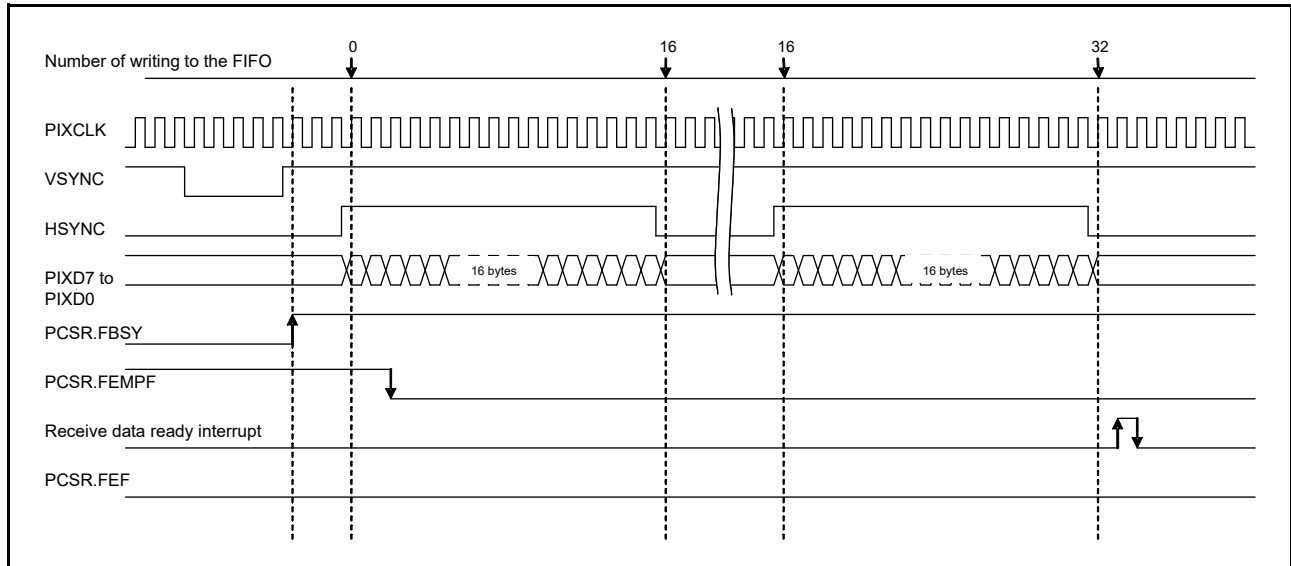 0 16 16 32
Number of writing to the FIFO
PIXCLK
VSYNC
HSYNC
16 bytes 16 bytes
PIXD7 to
PIXD0
PCSR.FBSY
PCSR.FEMPF
Receive data ready interrupt
PCSR.FEF